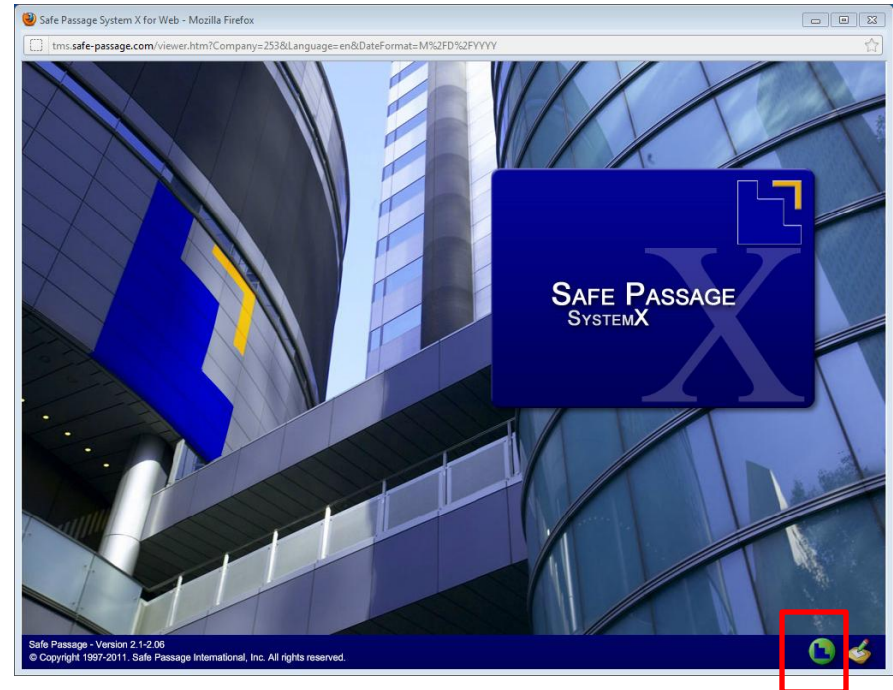 Safe Passage System X for Web - Mozilla Firefox
tms.safe-passage.com/viewer.htm?Company=253&Language=en&DateFormat=M%2FD%2FYYYY
X
SAFE PASSAGE
SYSTEMX
Safe Passage - Version 2.1-2.06
© Copyright 1997-2011. Safe Passage International, Inc. All rights reserved.